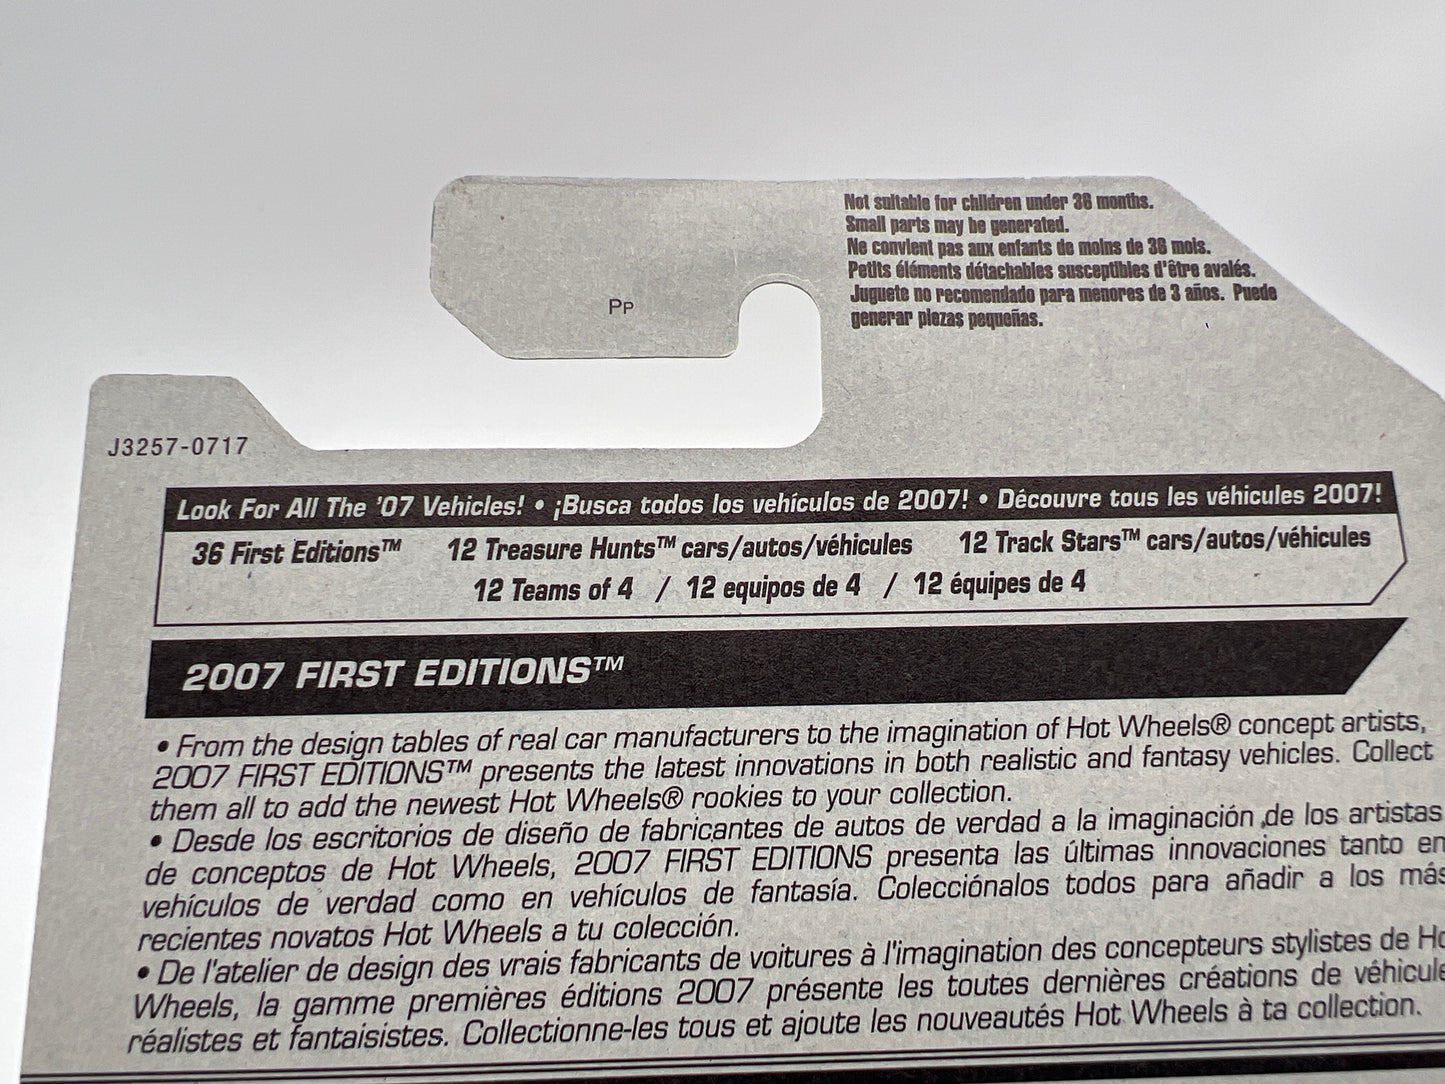 Not suitable for children under 36 months.
Small parts may be generated.
Ne convient pas aux enfants de moins de 36 mois.
Petits éléments détachables susceptibles d'être avalés.
Juguete no recomendado para menores de 3 años. Puede
generar piezas pequeñas.
PP
J3257-0717
Look For All The '07 Vehicles! • ¡Busca todos los vehículos de 2007! • Découvre tous les véhicules 2007!
36 First Editions™ 12 Treasure Hunts™ cars/autos/véhicules 12 Track Stars™ cars/autos/véhicules
12 Teams of 4 / 12 equipos de 4 / 12 équipes de 4
2007 FIRST EDITIONS™
• From the design tables of real car manufacturers to the imagination of Hot Wheels® concept artists,
2007 FIRST EDITIONS™ presents the latest innovations in both realistic and fantasy vehicles. Collect
them all to add the newest Hot Wheels® rookies to your collection.
• Desde los escritorios de diseño de fabricantes de autos de verdad a la imaginación de los artistas
de conceptos de Hot Wheels, 2007 FIRST EDITIONS presenta las últimas innovaciones tanto en
vehículos de verdad como en vehículos de fantasía. Colecciónalos todos para añadir a los más
recientes novatos Hot Wheels a tu colección.
• De l'atelier de design des vrais fabricants de voitures à l'imagination des concepteurs stylistes de Ho
Wheels, la gamme premières éditions 2007 présente les toutes dernières créations de véhicule
réalistes et fantaisistes. Collectionne-les tous et ajoute les nouveautés Hot Wheels à ta collection.